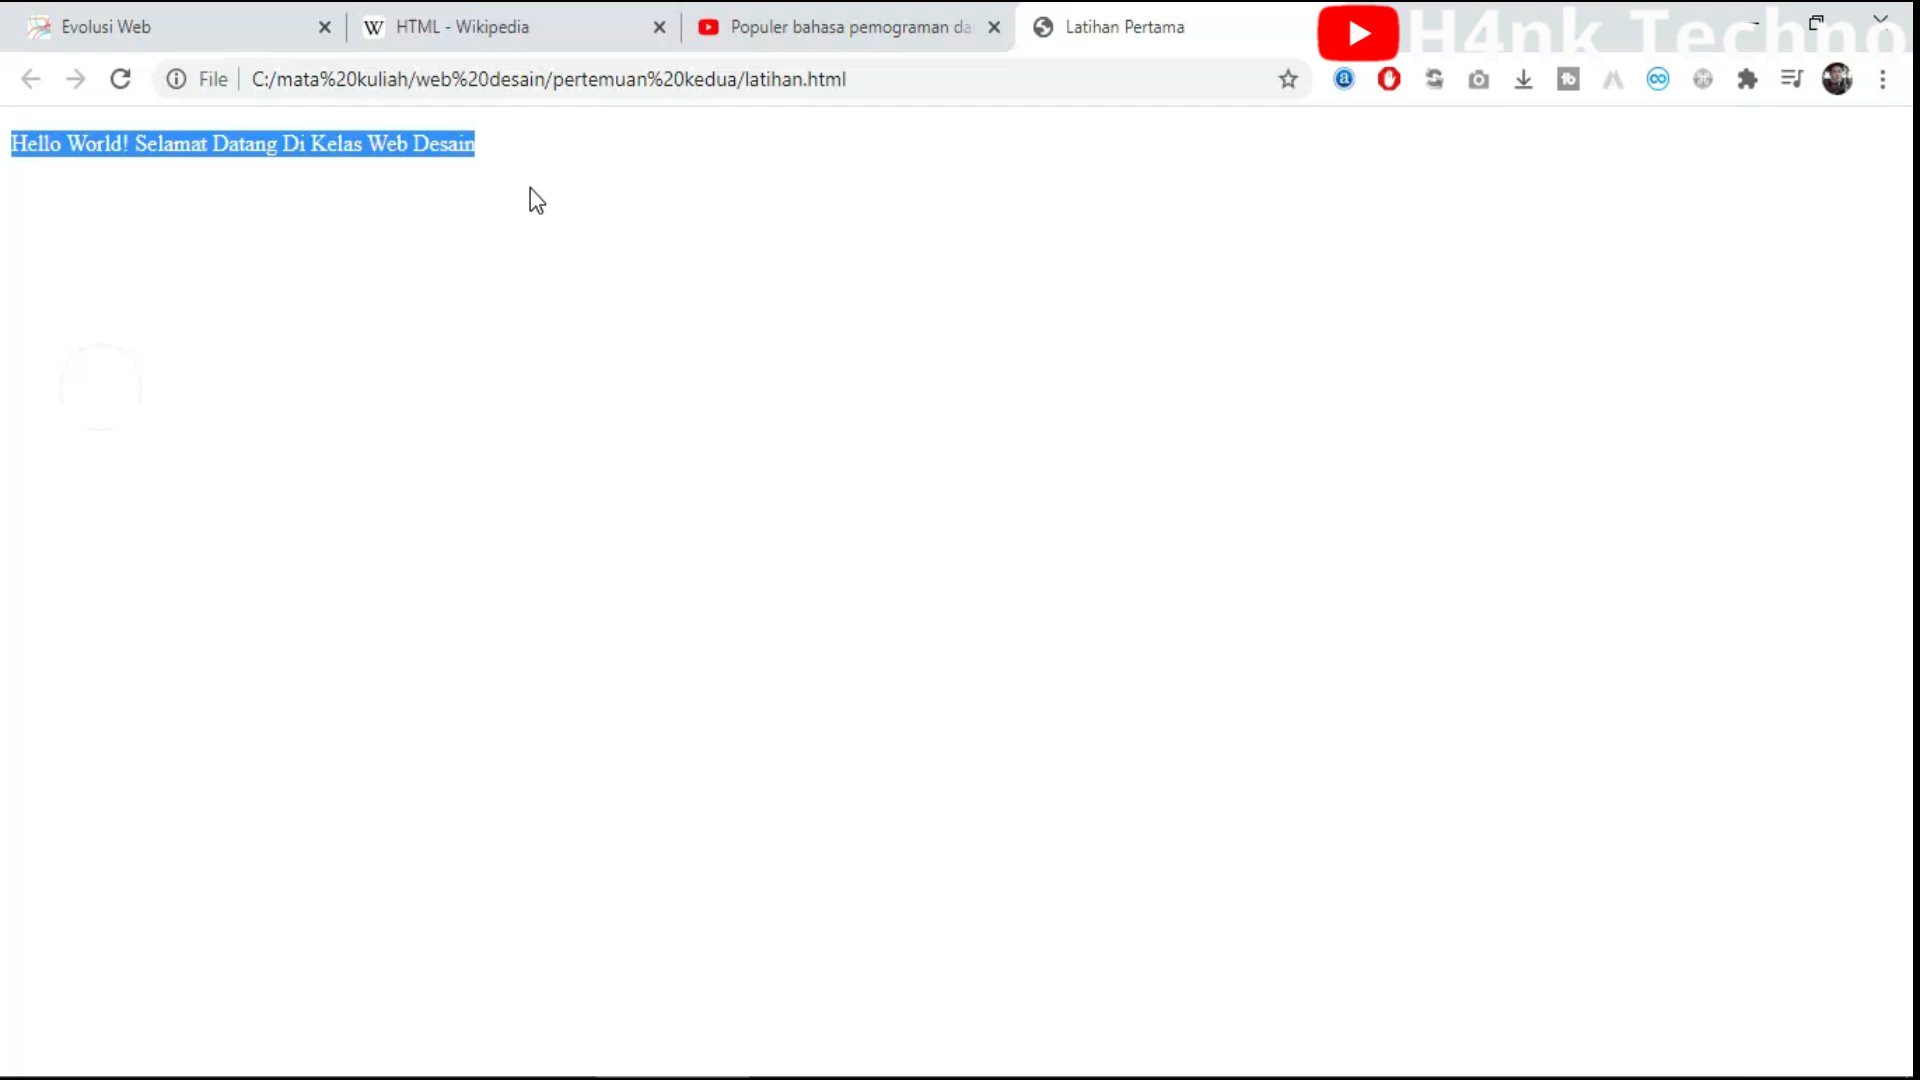 Evolusi Web
HTML - Wikipedia
Populer bahasa pemograman da
Latihan Pertama
H4nk Techno
File
C:/mata%20kuliah/web%20desain/pertemuan%20kedua/latihan.html
Hello World! Selamat Datang Di Kelas Web Desain